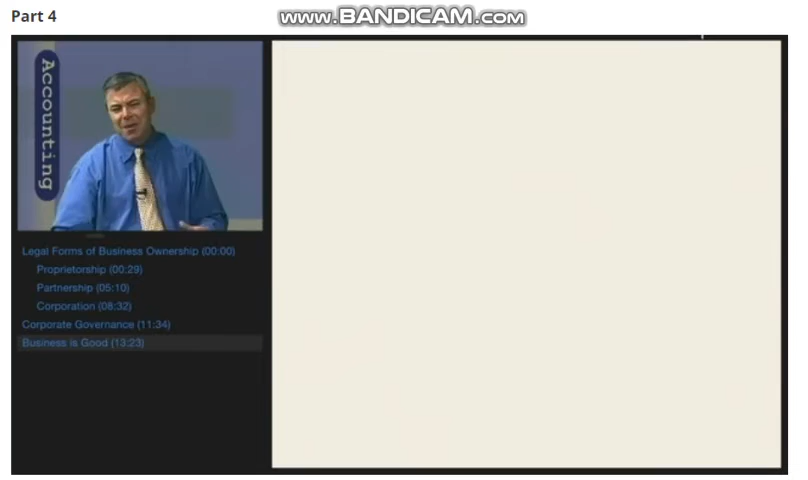 Part 4
WWW.BANDICAM.COM
Accounting
Legal Forms of Business Ownership (00:00)
Proprietorship (00:29)
Partnership (05:10)
Corporation (08:32)
Corporate Governance (11:34)
Business is Good (13:23)